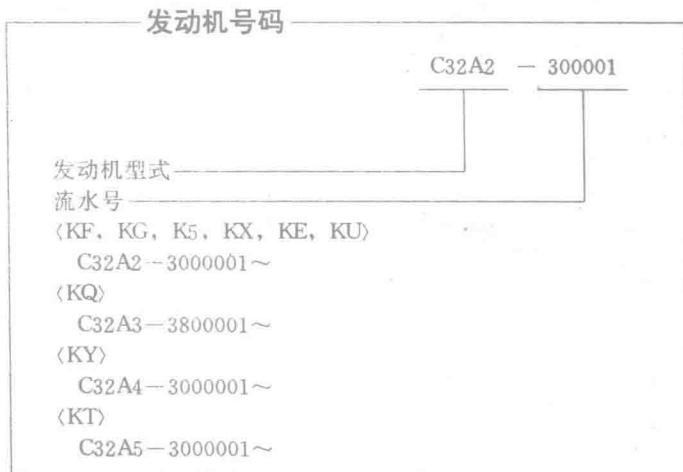 发动机号码
C32A2 － 300001
发动机型式
流水号
〈KF，KG，K5，KX，KE，KU〉
C32A2－3000001～
〈KQ〉
C32A3－3800001～
〈KY〉
C32A4－3000001～
〈KT〉
C32A5－3000001～